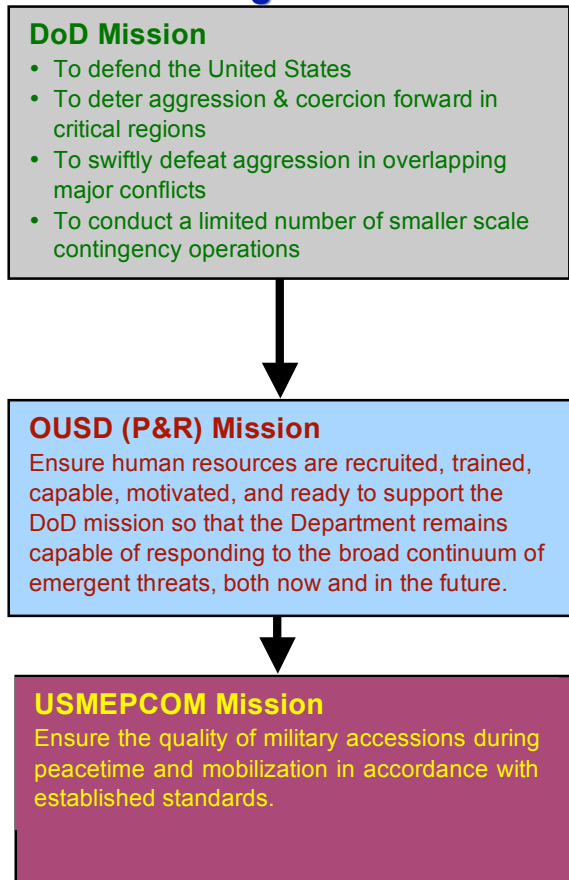 DoD Mission
• To defend the United States
• To deter aggression & coercion forward in
critical regions
• To swiftly defeat aggression in overlapping
major conflicts
• To conduct a limited number of smaller scale
contingency operations
OUSD (P&R) Mission
Ensure human resources are recruited, trained,
capable, motivated, and ready to support the
DoD mission so that the Department remains
capable of responding to the broad continuum of
emergent threats, both now and in the future.
USMEPCOM Mission
Ensure the quality of military accessions during
peacetime and mobilization in accordance with
established standards.